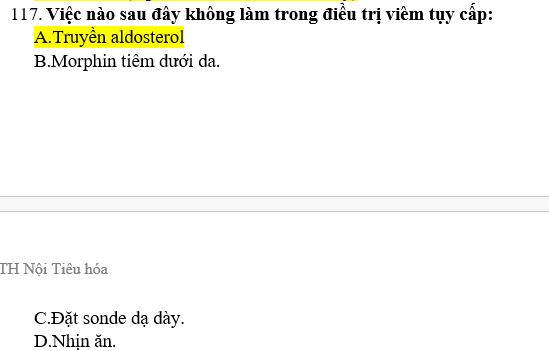 117. Việc nào sau đây không làm trong điều trị viêm tụy cấp:
A.Truyền aldosterol
B.Morphin tiêm dưới da.
TH Nội Tiêu hóa
C.Đặt sonde dạ dày.
D.Nhịn ăn.